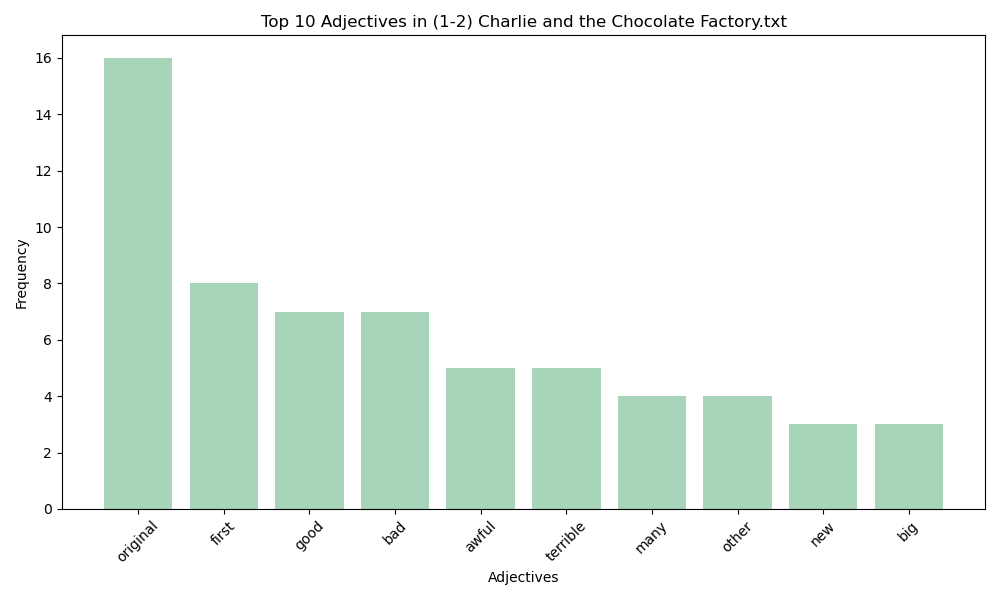 Top 10 Adjectives in (1-2) Charlie and the Chocolate Factory.txt
Frequency
16
14
12
10
8
6
4
2
0
original first good bad awful terrible many other new big
Adjectives